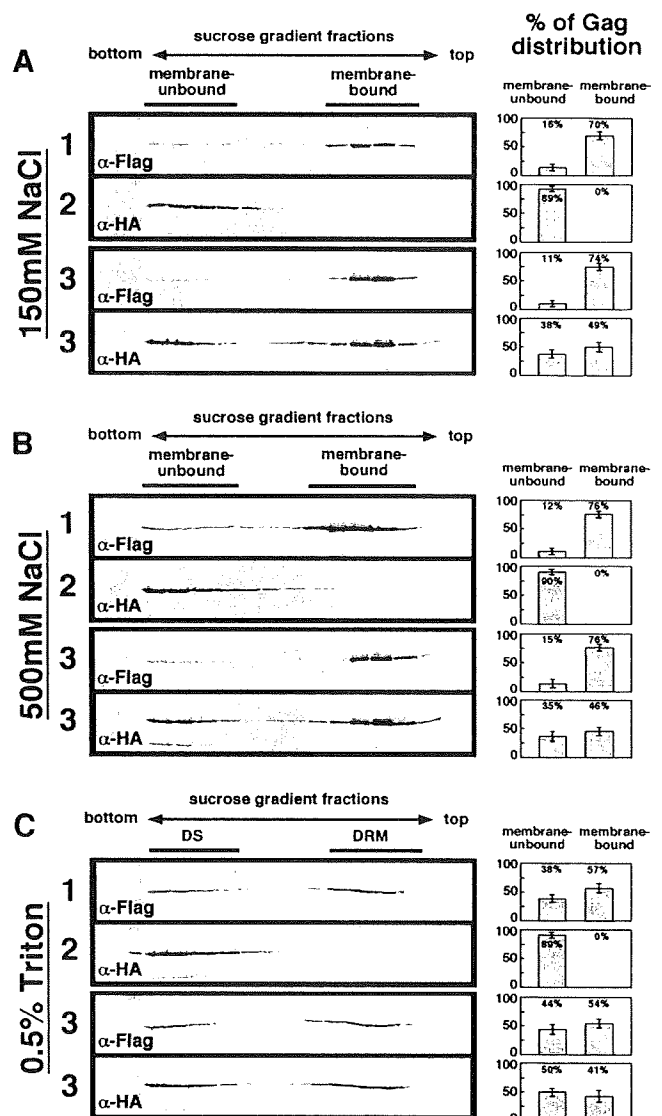 % of Gag
distribution
A
sucrose gradient fractions
bottom
top
membrane-
unbound
membrane-
bound
membrane-
unbound
membrane-
bound
150mM NaCl
1
α-Flag
100
50
0
16%
70%
2
α-HA
100
50
0
89%
0%
3
α-Flag
100
50
0
11%
74%
3
α-HA
100
50
0
38%
49%
B
sucrose gradient fractions
bottom
top
membrane-
unbound
membrane-
bound
membrane-
unbound
membrane-
bound
500mM NaCl
1
α-Flag
100
50
0
12%
76%
2
α-HA
100
50
0
90%
0%
3
α-Flag
100
50
0
15%
76%
3
α-HA
100
50
0
35%
46%
C
sucrose gradient fractions
bottom
top
DS
DRM
membrane-
unbound
membrane-
bound
0.5% Triton
1
α-Flag
100
50
0
38%
57%
2
α-HA
100
50
0
89%
0%
3
α-Flag
100
50
0
44%
54%
3
α-HA
100
50
0
50%
41%